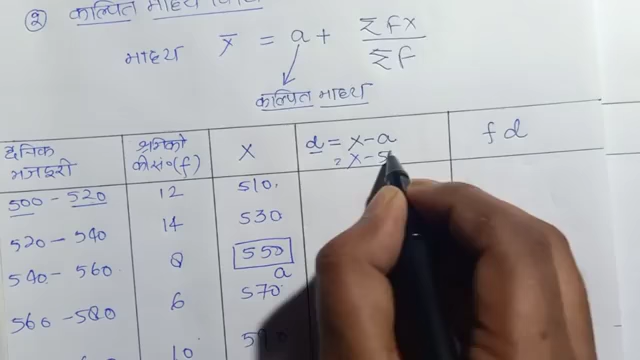 ② कल्पित माध्य विधि
माध्य x̄ = a + Σfx / Σf
कल्पित माध्य
दैनिक मजदूरी | श्रमिको की सं०(f) | x | d = x-a | fd
= x-5
500 - 520 | 12 | 510
520 - 540 | 14 | 530
540 - 560 | 8 | 550
a
560 - 580 | 6 | 570
10